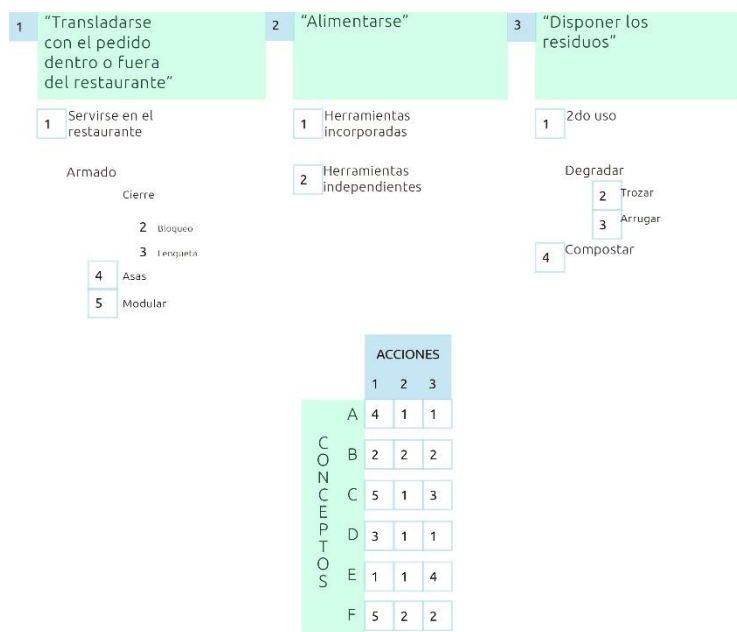 1
“Transladarse
con el pedido
dentro o fuera
del restaurante”
1
Servirse en el
restaurante
Armado
Cierre
2 Bloqueo
3 Lengueta
4 Asas
5 Modular
2
“Alimentarse”
1
Herramientas
incorporadas
2
Herramientas
independientes
3
“Disponer los
residuos”
1 2do uso
Degradar
2 Trozar
3 Arrugar
4 Compostar
ACCIONES
1 2 3
CONCEPTOS
A 4 1 1
B 2 2 2
C 5 1 3
D 3 1 1
E 1 1 4
F 5 2 2